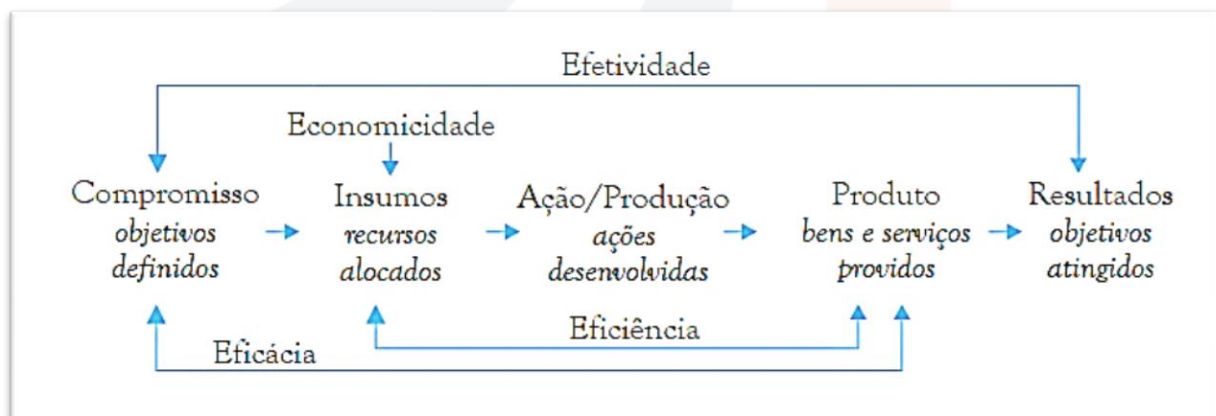 Efetividade
Economicidade
Compromisso
objetivos
definidos
Insumos
recursos
alocados
Ação/Produção
ações
desenvolvidas
Produto
bens e serviços
providos
Resultados
objetivos
atingidos
Eficiência
Eficácia